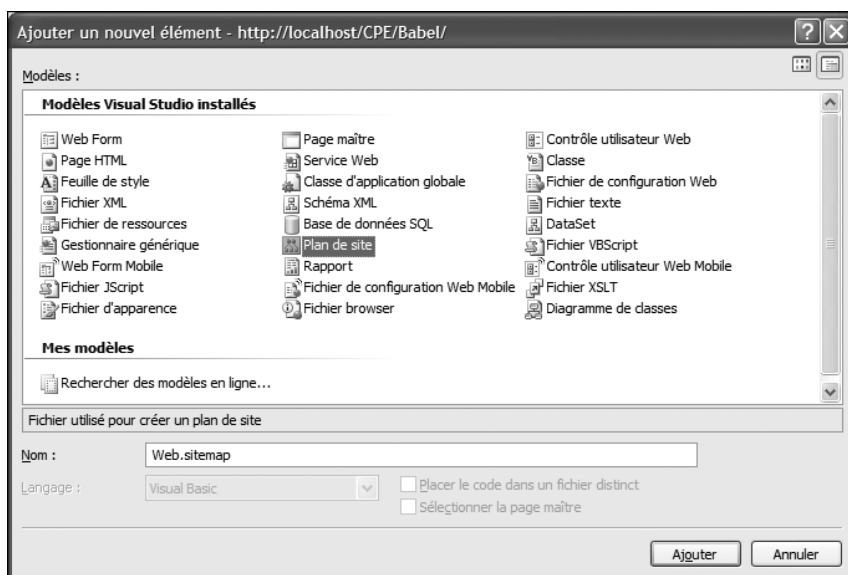 Ajouter un nouvel élément - http://localhost/CPE/Babel/
Modèles :
Modèles Visual Studio installés
Web Form
Page maître
Contrôle utilisateur Web
Page HTML
Service Web
Classe
Feuille de style
Classe d'application globale
Fichier de configuration Web
Fichier XML
Schéma XML
Fichier texte
Fichier de ressources
Base de données SQL
DataSet
Gestionnaire générique
Plan de site
Fichier VBScript
Web Form Mobile
Rapport
Contrôle utilisateur Web Mobile
Fichier JScript
Fichier de configuration Web Mobile
Fichier XSLT
Fichier d'apparence
Fichier browser
Diagramme de classes
Mes modèles
Rechercher des modèles en ligne...
Fichier utilisé pour créer un plan de site
Nom :
Web.sitemap
Langage :
Visual Basic
Placer le code dans un fichier distinct
Sélectionner la page maître
Ajouter
Annuler